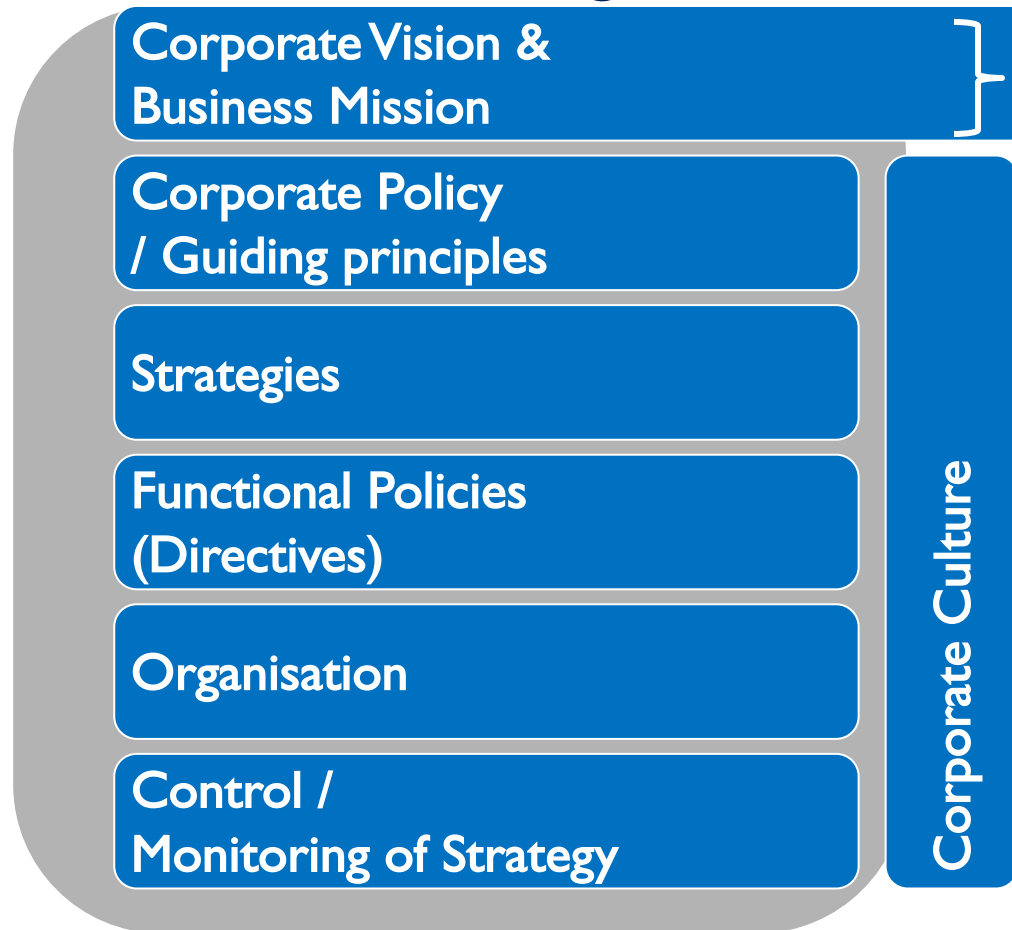 Corporate Vision &
Business Mission
Corporate Policy
/ Guiding principles
Strategies
Functional Policies
(Directives)
Organisation
Control /
Monitoring of Strategy
Corporate Culture